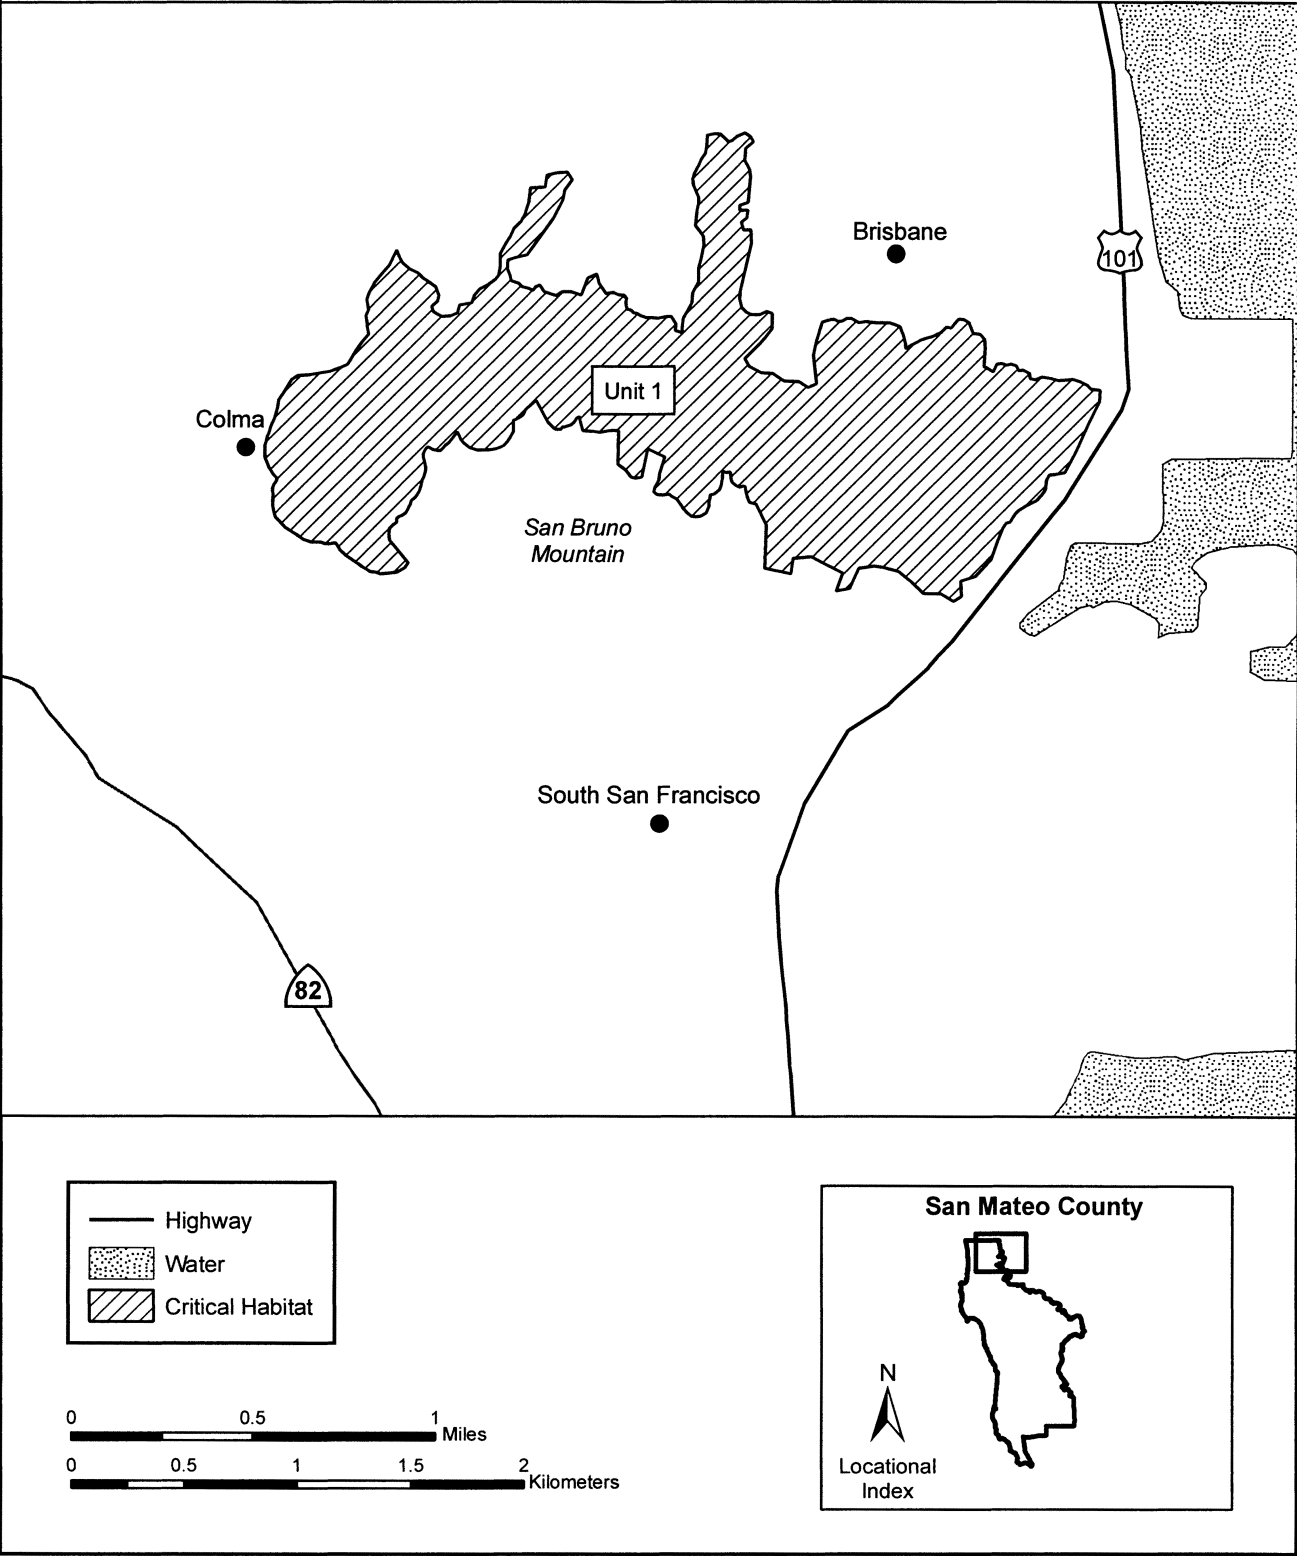 Brisbane
101
Unit 1
Colma
San Bruno
Mountain
South San Francisco
82
Highway
Water
Critical Habitat
0 0.5 1
Miles
0 0.5 1 1.5 2
Kilometers
San Mateo County
N
Locational
Index